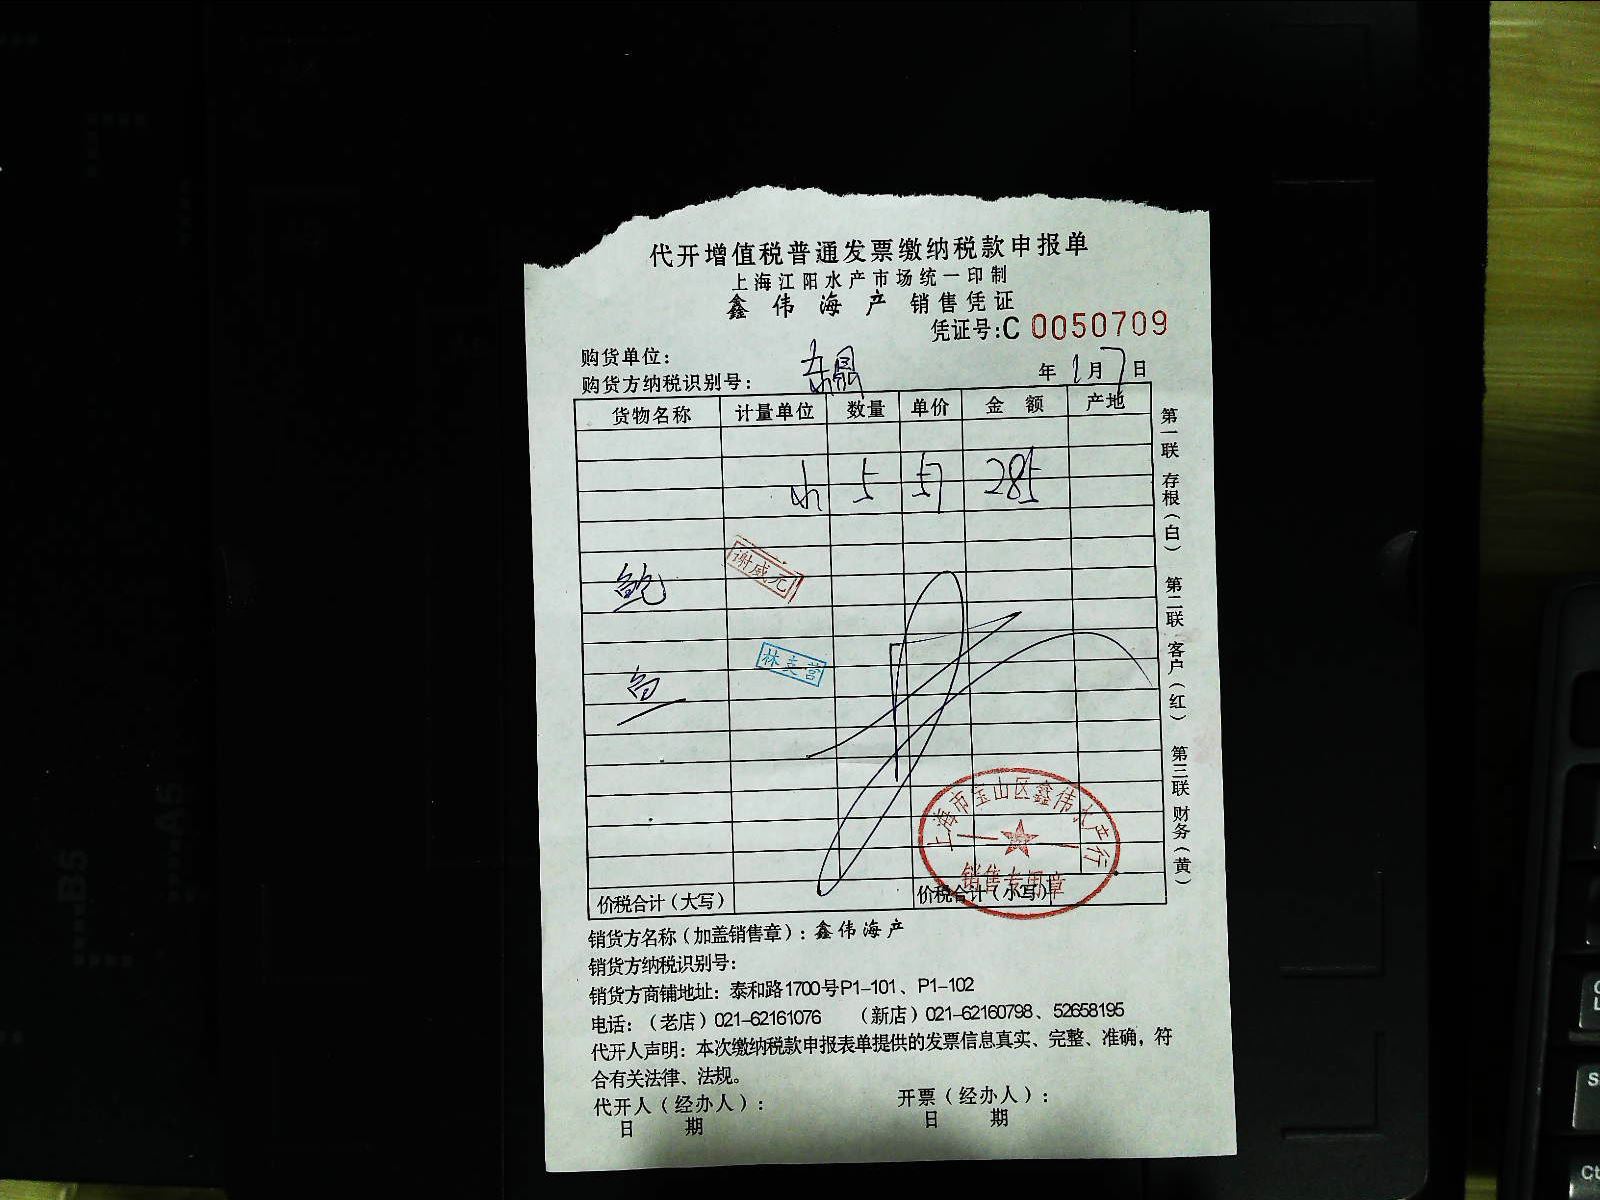 代开增值税普通发票缴纳税款申报单
上海江阳水产市场统一印制
鑫伟海产 销售凭证
凭证号:C 0050709
购货单位:
购货方纳税识别号:
年 1月7日
货物名称 计量单位 数量 单价 金额 产地
5 57 285
谢威元
鲍
林
鱼
上海市宝山区鑫伟水产行
销售专用章
价税合计(大写) 价税合计(小写)
第一联 存根(白) 第二联 客户(红) 第三联 财务(黄)
销货方名称(加盖销售章):鑫伟海产
销货方纳税识别号:
销货方商铺地址:泰和路1700号P1-101、P1-102
电话:(老店)021-62161076 (新店)021-62160798、52658195
代开人声明:本次缴纳税款申报表单提供的发票信息真实、完整、准确,符
合有关法律、法规。
代开人(经办人): 开票(经办人):
日期 日期
B5
A5